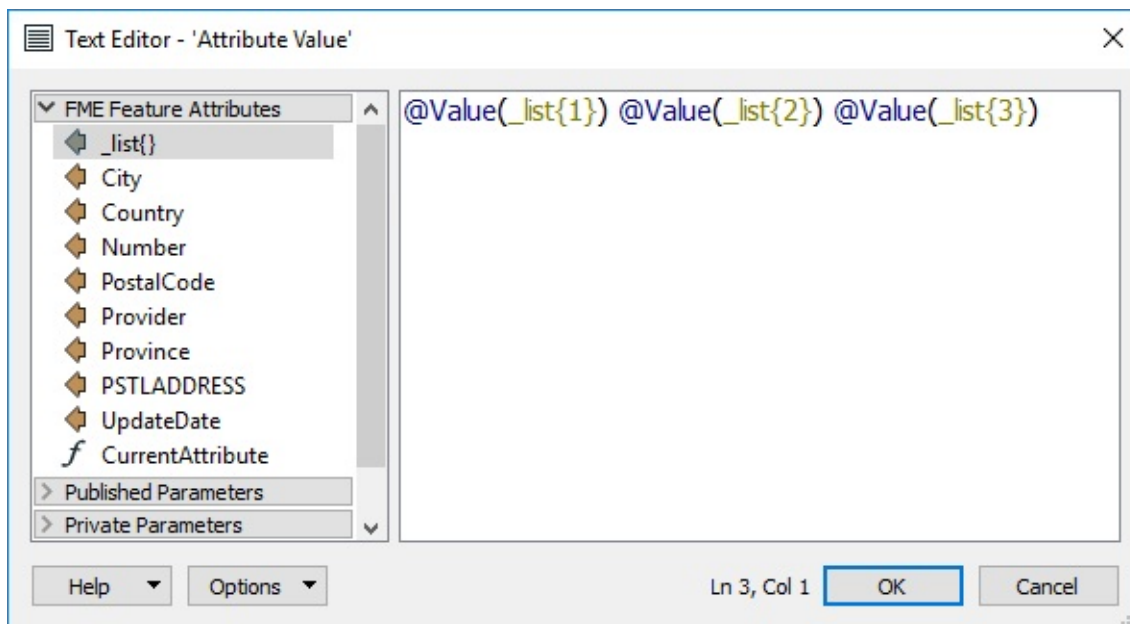 Text Editor - 'Attribute Value'
FME Feature Attributes
_list{}
City
Country
Number
PostalCode
Provider
Province
PSTLADDRESS
UpdateDate
f CurrentAttribute
Published Parameters
Private Parameters
@Value(_list{1}) @Value(_list{2}) @Value(_list{3})
Help Options Ln 3, Col 1 OK Cancel